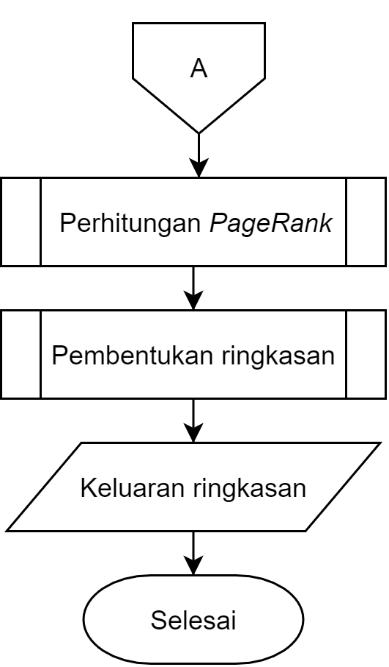 A
Perhitungan PageRank
Pembentukan ringkasan
Keluaran ringkasan
Selesai